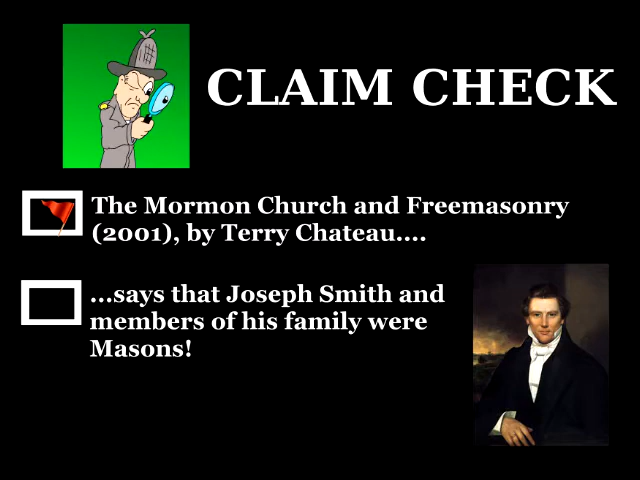 CLAIM CHECK
The Mormon Church and Freemasonry
(2001), by Terry Chateau....
...says that Joseph Smith and
members of his family were
Masons!